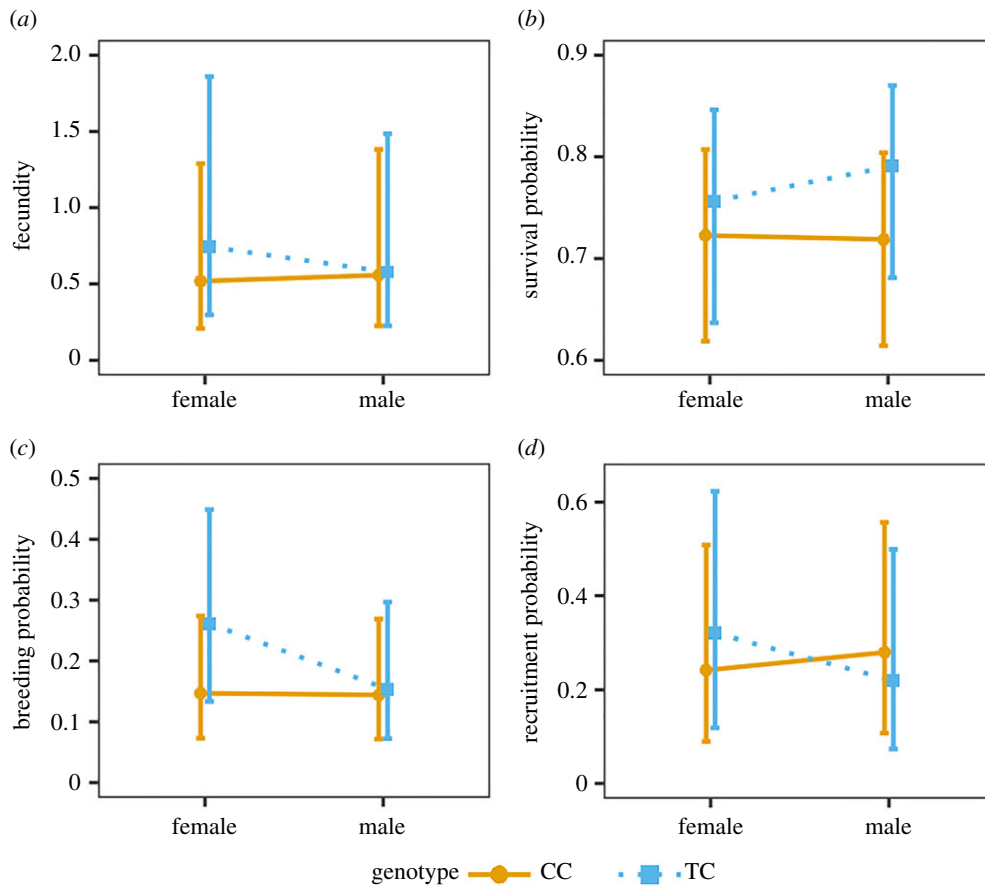 (a)
2.0
1.5
1.0
0.5
0
fecundity
female male
(b)
0.9
0.8
0.7
0.6
survival probability
female male
(c)
0.5
0.4
0.3
0.2
0.1
0
breeding probability
female male
(d)
0.6
0.4
0.2
0
recruitment probability
female male
genotype CC TC